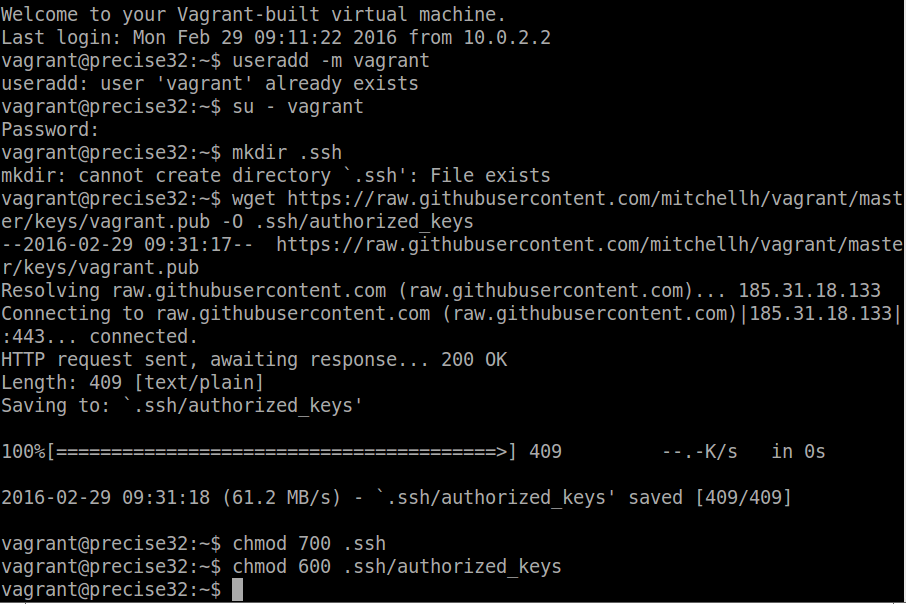 Welcome to your Vagrant-built virtual machine.
Last login: Mon Feb 29 09:11:22 2016 from 10.0.2.2
vagrant@precise32:~$ useradd -m vagrant
useradd: user 'vagrant' already exists
vagrant@precise32:~$ su - vagrant
Password:
vagrant@precise32:~$ mkdir .ssh
mkdir: cannot create directory `.ssh': File exists
vagrant@precise32:~$ wget https://raw.githubusercontent.com/mitchellh/vagrant/mast
er/keys/vagrant.pub -O .ssh/authorized_keys
--2016-02-29 09:31:17--  https://raw.githubusercontent.com/mitchellh/vagrant/maste
r/keys/vagrant.pub
Resolving raw.githubusercontent.com (raw.githubusercontent.com)... 185.31.18.133
Connecting to raw.githubusercontent.com (raw.githubusercontent.com)|185.31.18.133|
:443... connected.
HTTP request sent, awaiting response... 200 OK
Length: 409 [text/plain]
Saving to: `.ssh/authorized_keys'
100%[========================================>] 409         --.-K/s   in 0s
2016-02-29 09:31:18 (61.2 MB/s) - `.ssh/authorized_keys' saved [409/409]
vagrant@precise32:~$ chmod 700 .ssh
vagrant@precise32:~$ chmod 600 .ssh/authorized_keys
vagrant@precise32:~$